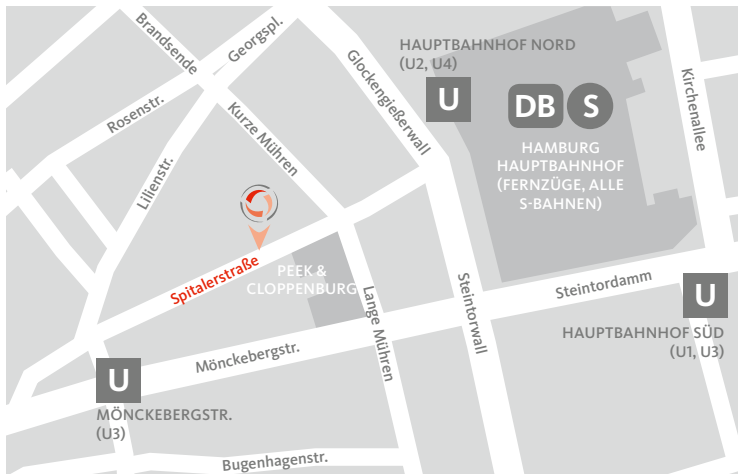 Brandsende
Georgspl.
Glockengießerwall
HAUPTBAHNHOF NORD
(U2, U4)
U
DB
S
HAMBURG
HAUPTBAHNHOF
(FERNZÜGE, ALLE
S-BAHNEN)
Kirchenallee
Rosenstr.
Kurze Mühren
Lilienstr.
Spitalerstraße
PEEK &
CLOPPENBURG
Lange Mühren
Steintorwall
Steintordamm
U
HAUPTBAHNHOF SÜD
(U1, U3)
Mönckebergstr.
U
MÖNCKEBERGSTR.
(U3)
Bugenhagenstr.